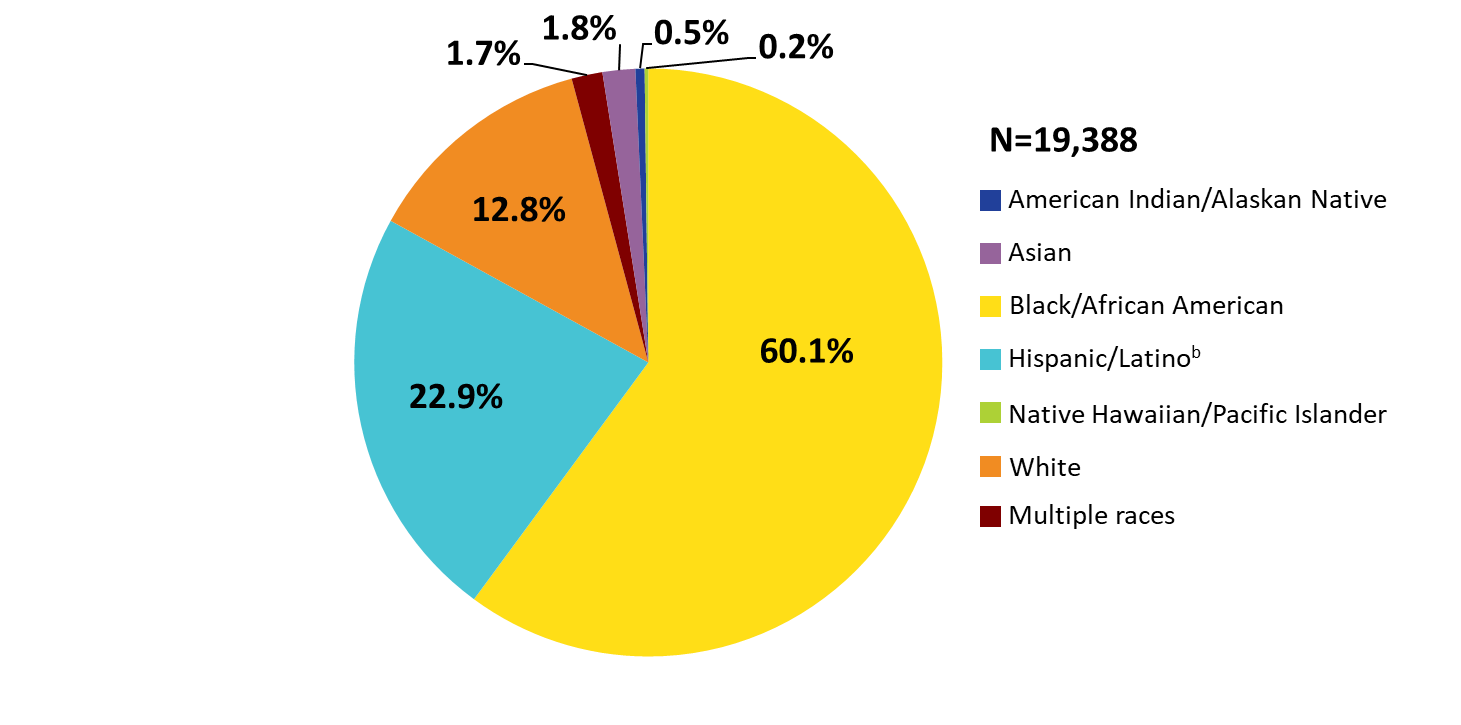 1.8%
0.5%
0.2%
1.7%
12.8%
60.1%
22.9%
N=19,388
American Indian/Alaskan Native
Asian
Black/African American
Hispanic/Latinoᵇ
Native Hawaiian/Pacific Islander
White
Multiple races